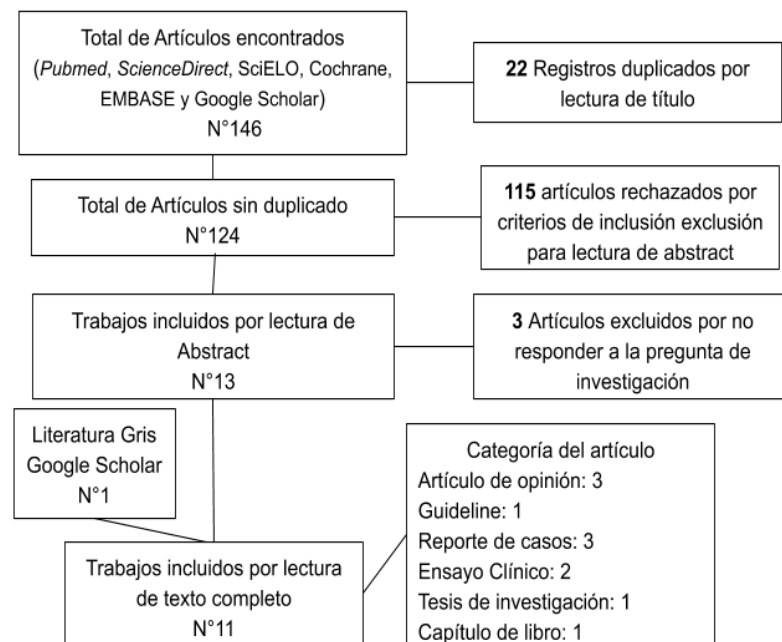 Total de Artículos encontrados
(Pubmed, ScienceDirect, SciELO, Cochrane,
EMBASE y Google Scholar)
N°146
22 Registros duplicados por
lectura de título
Total de Artículos sin duplicado
N°124
115 artículos rechazados por
criterios de inclusión exclusión
para lectura de abstract
Trabajos incluidos por lectura de
Abstract
N°13
3 Artículos excluidos por no
responder a la pregunta de
investigación
Literatura Gris
Google Scholar
N°1
Categoría del artículo
Artículo de opinión: 3
Guideline: 1
Reporte de casos: 3
Ensayo Clínico: 2
Tesis de investigación: 1
Capítulo de libro: 1
Trabajos incluidos por lectura
de texto completo
N°11